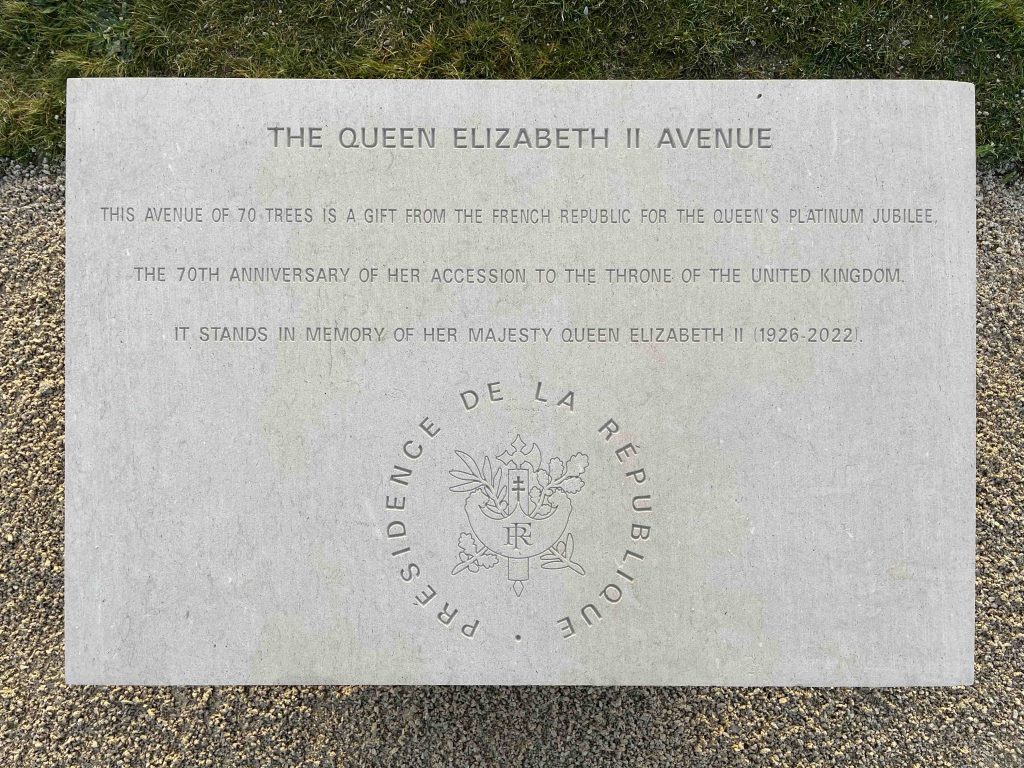 THE QUEEN ELIZABETH II AVENUE
THIS AVENUE OF 70 TREES IS A GIFT FROM THE FRENCH REPUBLIC FOR THE QUEEN'S PLATINUM JUBILEE,
THE 70TH ANNIVERSARY OF HER ACCESSION TO THE THRONE OF THE UNITED KINGDOM.
IT STANDS IN MEMORY OF HER MAJESTY QUEEN ELIZABETH II (1926-2022).
PRÉSIDENCE DE LA RÉPUBLIQUE •
RF